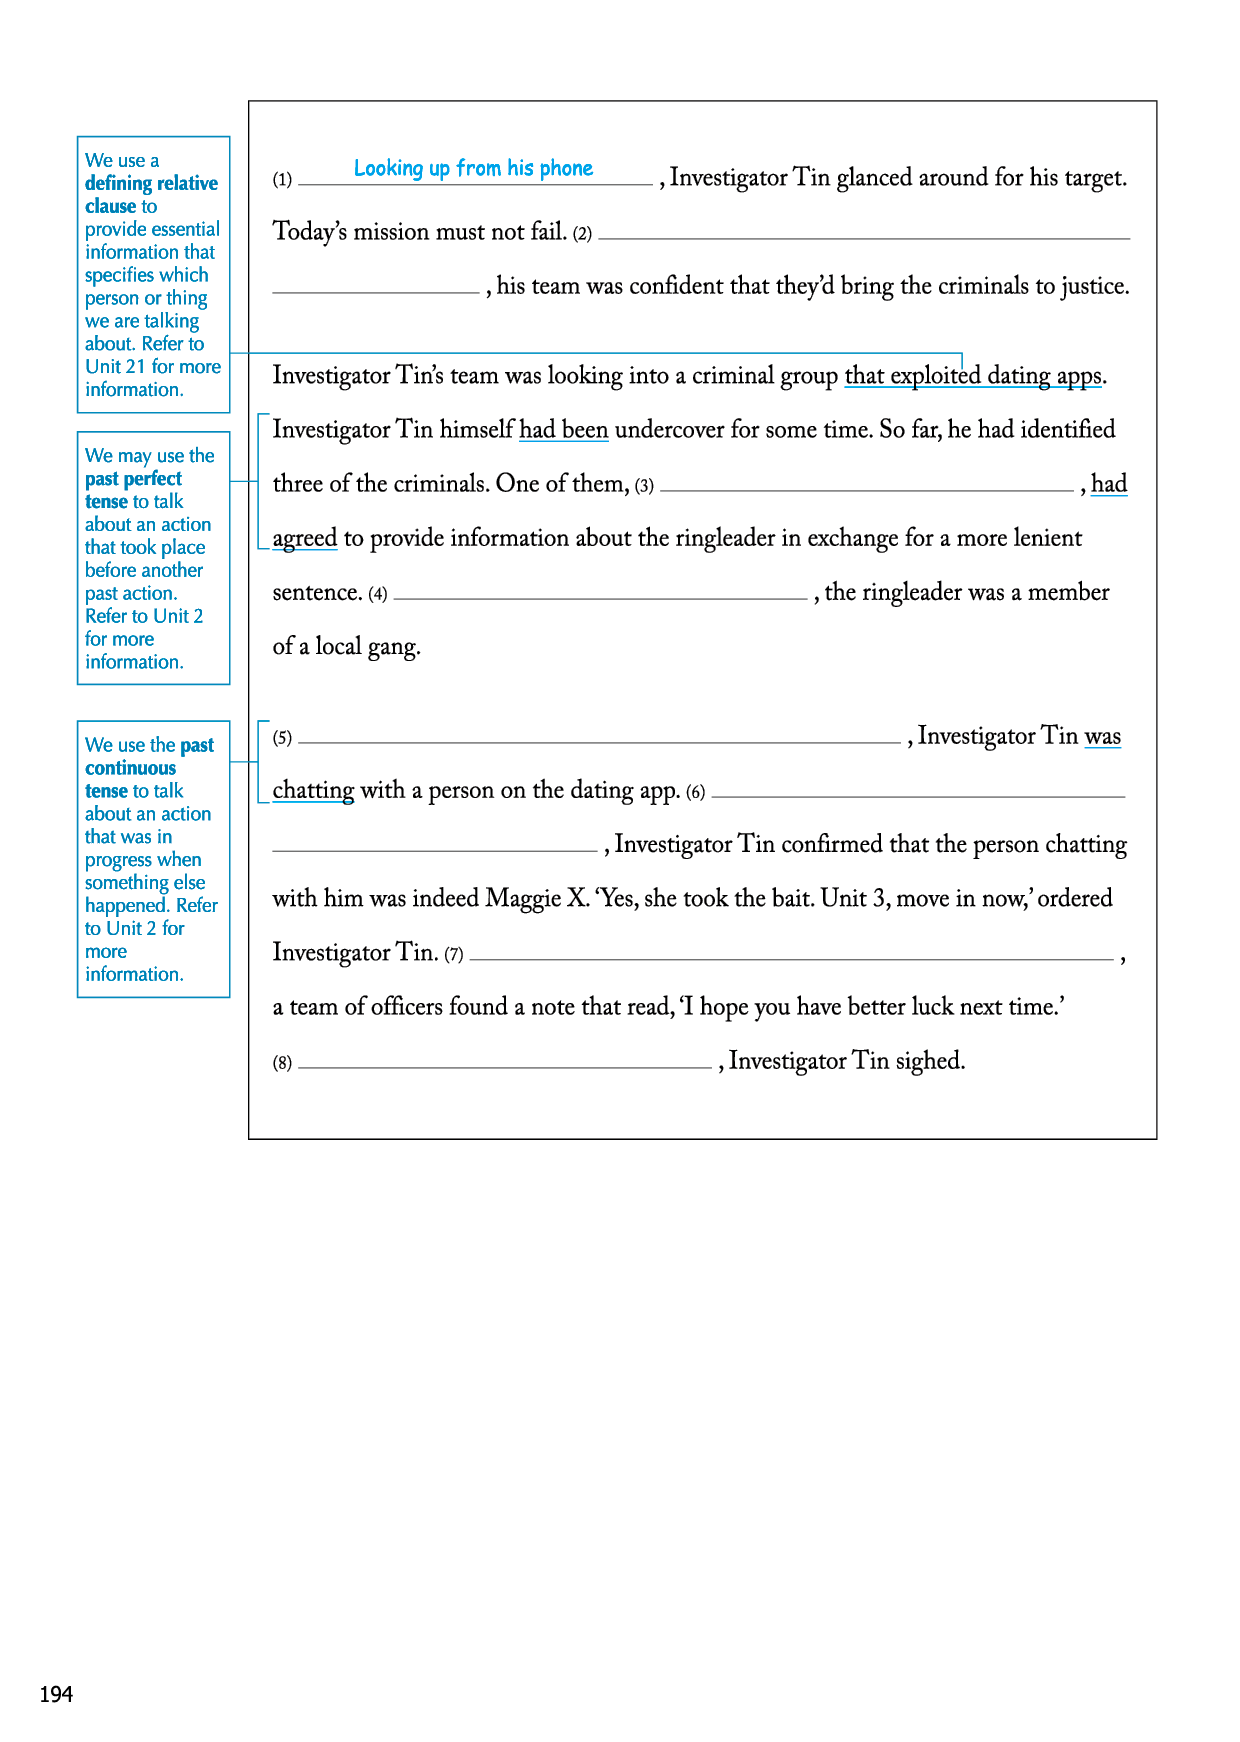 We use a
defining relative
clause to
provide essential
information that
specifies which
person or thing
we are talking
about. Refer to
Unit 21 for more
information.
We may use the
past perfect
tense to talk
about an action
that took place
before another
past action.
Refer to Unit 2
for more
information.
We use the past
continuous
tense to talk
about an action
that was in
progress when
something else
happened. Refer
to Unit 2 for
more
information.
(1) Looking up from his phone , Investigator Tin glanced around for his target.
Today’s mission must not fail. (2)
, his team was confident that they’d bring the criminals to justice.
Investigator Tin’s team was looking into a criminal group that exploited dating apps.
Investigator Tin himself had been undercover for some time. So far, he had identified
three of the criminals. One of them, (3) , had
agreed to provide information about the ringleader in exchange for a more lenient
sentence. (4) , the ringleader was a member
of a local gang.
(5) , Investigator Tin was
chatting with a person on the dating app. (6)
, Investigator Tin confirmed that the person chatting
with him was indeed Maggie X. ‘Yes, she took the bait. Unit 3, move in now,’ ordered
Investigator Tin. (7) ,
a team of officers found a note that read, ‘I hope you have better luck next time.’
(8) , Investigator Tin sighed.
194